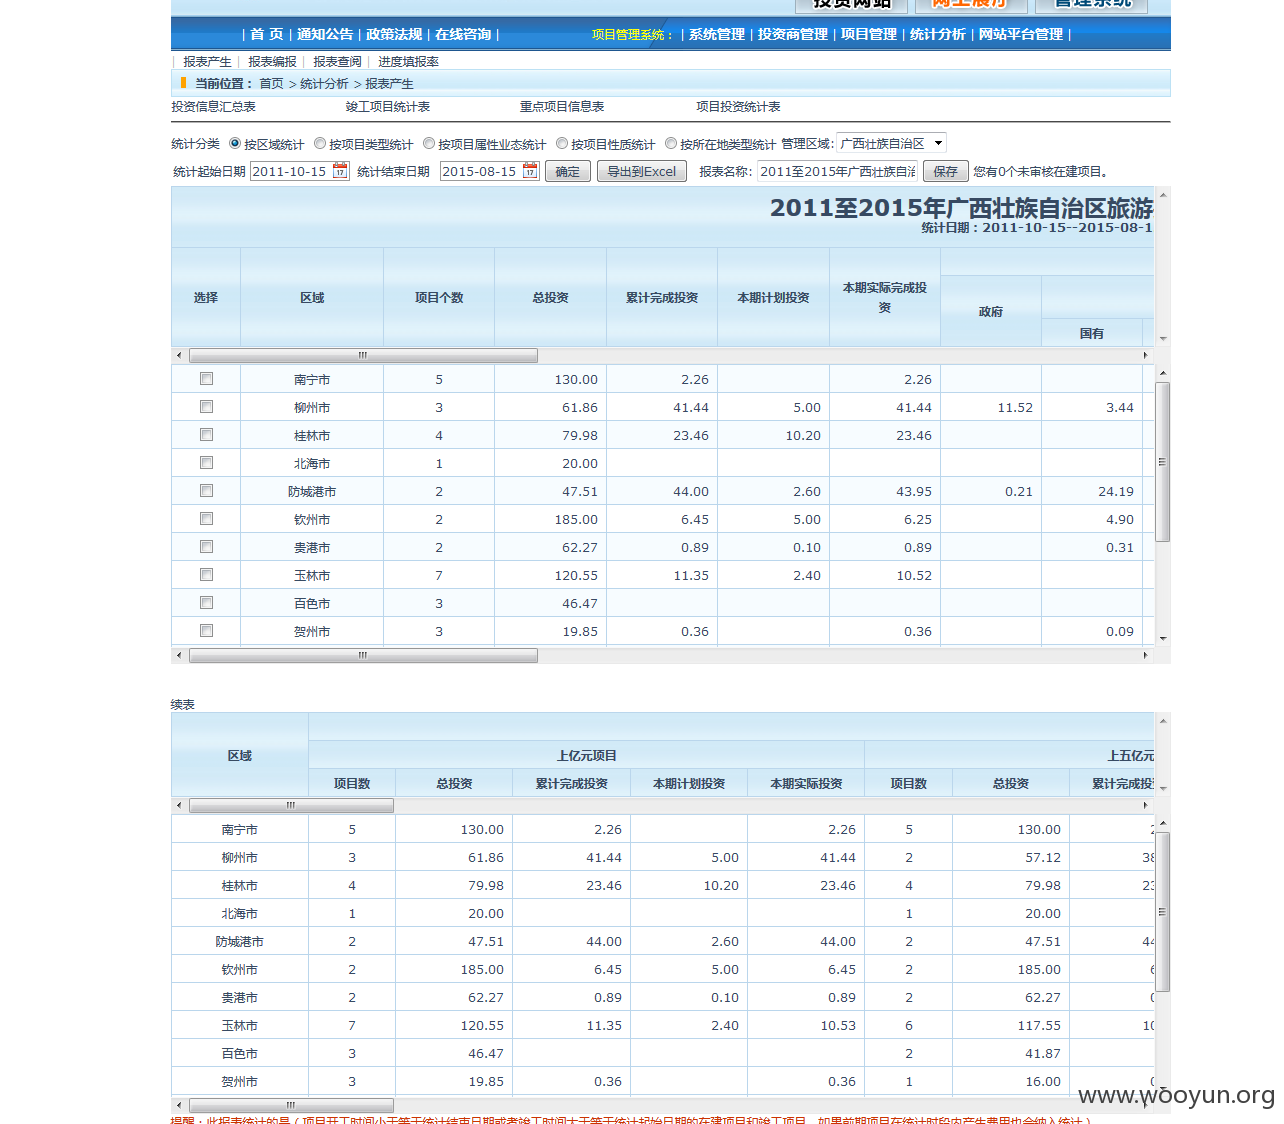 投资网站 网上展厅 管理系统
| 首 页 | 通知公告 | 政策法规 | 在线咨询 | 项目管理系统： | 系统管理 | 投资商管理 | 项目管理 | 统计分析 | 网站平台管理 |
| 报表产生 | 报表编报 | 报表查阅 | 进度填报率
当前位置： 首页 > 统计分析 > 报表产生
投资信息汇总表 竣工项目统计表 重点项目信息表 项目投资统计表
统计分类 按区域统计 按项目类型统计 按项目属性业态统计 按项目性质统计 按所在地类型统计 管理区域: 广西壮族自治区
统计起始日期 2011-10-15 统计结束日期 2015-08-15 确定 导出到Excel 报表名称: 2011至2015年广西壮族自治 保存 您有0个未审核在建项目。
2011至2015年广西壮族自治区旅游
统计日期：2011-10-15--2015-08-1
选择 区域 项目个数 总投资 累计完成投资 本期计划投资 本期实际完成投资 政府 国有
南宁市 5 130.00 2.26 2.26
柳州市 3 61.86 41.44 5.00 41.44 11.52 3.44
桂林市 4 79.98 23.46 10.20 23.46
北海市 1 20.00
防城港市 2 47.51 44.00 2.60 43.95 0.21 24.19
钦州市 2 185.00 6.45 5.00 6.25 4.90
贵港市 2 62.27 0.89 0.10 0.89 0.31
玉林市 7 120.55 11.35 2.40 10.52
百色市 3 46.47
贺州市 3 19.85 0.36 0.36 0.09
续表
区域 上亿元项目 上五亿元
项目数 总投资 累计完成投资 本期计划投资 本期实际投资 项目数 总投资 累计完成投
南宁市 5 130.00 2.26 2.26 5 130.00 2
柳州市 3 61.86 41.44 5.00 41.44 2 57.12 38
桂林市 4 79.98 23.46 10.20 23.46 4 79.98 23
北海市 1 20.00 1 20.00
防城港市 2 47.51 44.00 2.60 44.00 2 47.51 44
钦州市 2 185.00 6.45 5.00 6.45 2 185.00 6
贵港市 2 62.27 0.89 0.10 0.89 2 62.27 0
玉林市 7 120.55 11.35 2.40 10.53 6 117.55 10
百色市 3 46.47 2 41.87
贺州市 3 19.85 0.36 0.36 1 16.00 0
www.wooyun.org
提醒：此报表统计的是（项目开工时间小于等于统计结束日期或者竣工时间大于等于统计起始日期的在建项目和竣工项目，如果前期项目在统计时段内产生费用也会纳入统计）